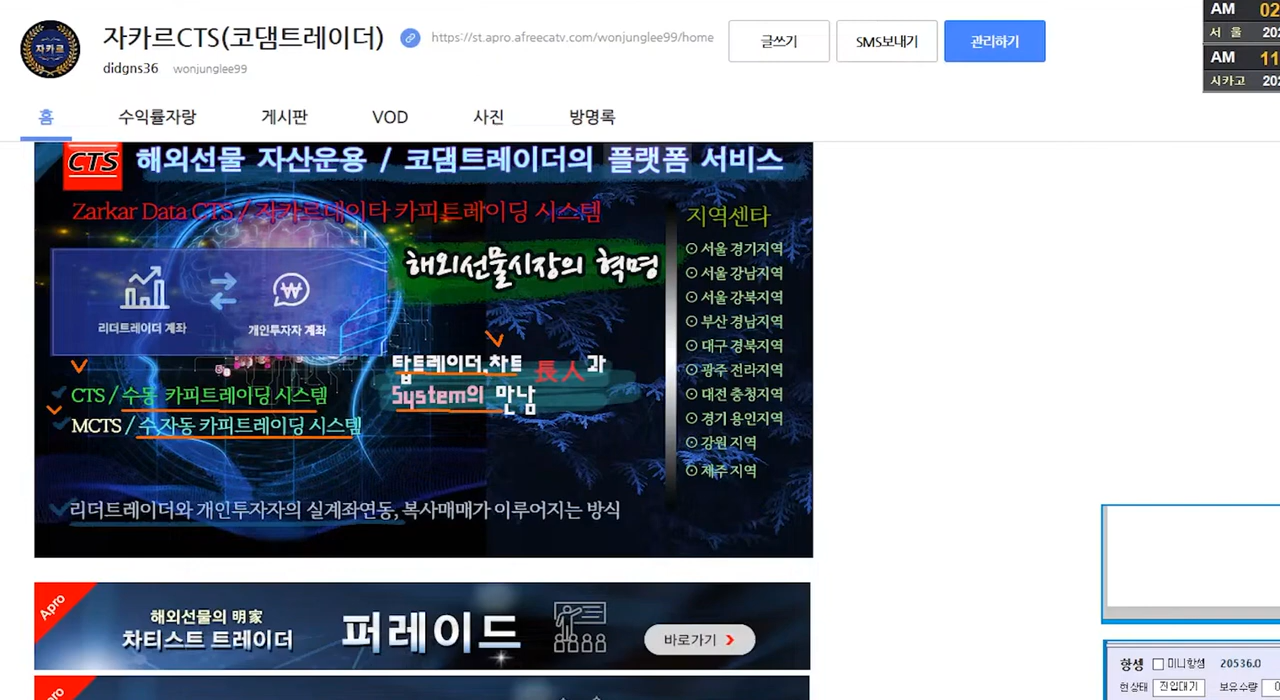 자카르
자카르CTS(코댐트레이더)
https://st.apro.afreecatv.com/wonjunglee99/home
didgns36 wonjunglee99
글쓰기 SMS보내기 관리하기
AM 02
서 울 202
AM 11
시카고 202
홈 수익률자랑 게시판 VOD 사진 방명록
CTS 해외선물 자산운용 / 코댐트레이더의 플랫폼 서비스
Zarkar Data CTS / 자카르데이타 카피트레이딩 시스템
해외선물시장의 혁명
리더트레이더 계좌 개인투자자 계좌
탑트레이더,차트 長人과
System의 만남
CTS / 수동 카피트레이딩 시스템
MCTS / 수,자동 카피트레이딩 시스템
리더트레이더와 개인투자자의 실계좌연동, 복사매매가 이루어지는 방식
지역센타
⊙ 서울 경기지역
⊙ 서울 강남지역
⊙ 서울 강북지역
⊙ 부산 경남지역
⊙ 대구 경북지역
⊙ 광주 전라지역
⊙ 대전 충청지역
⊙ 경기 용인지역
⊙ 강원 지역
⊙ 제주지역
Apro
해외선물의 明家
차티스트 트레이더
퍼레이드
바로가기
항셍 미니항셍 20536.0
현상태 진입대기 보유수량 0